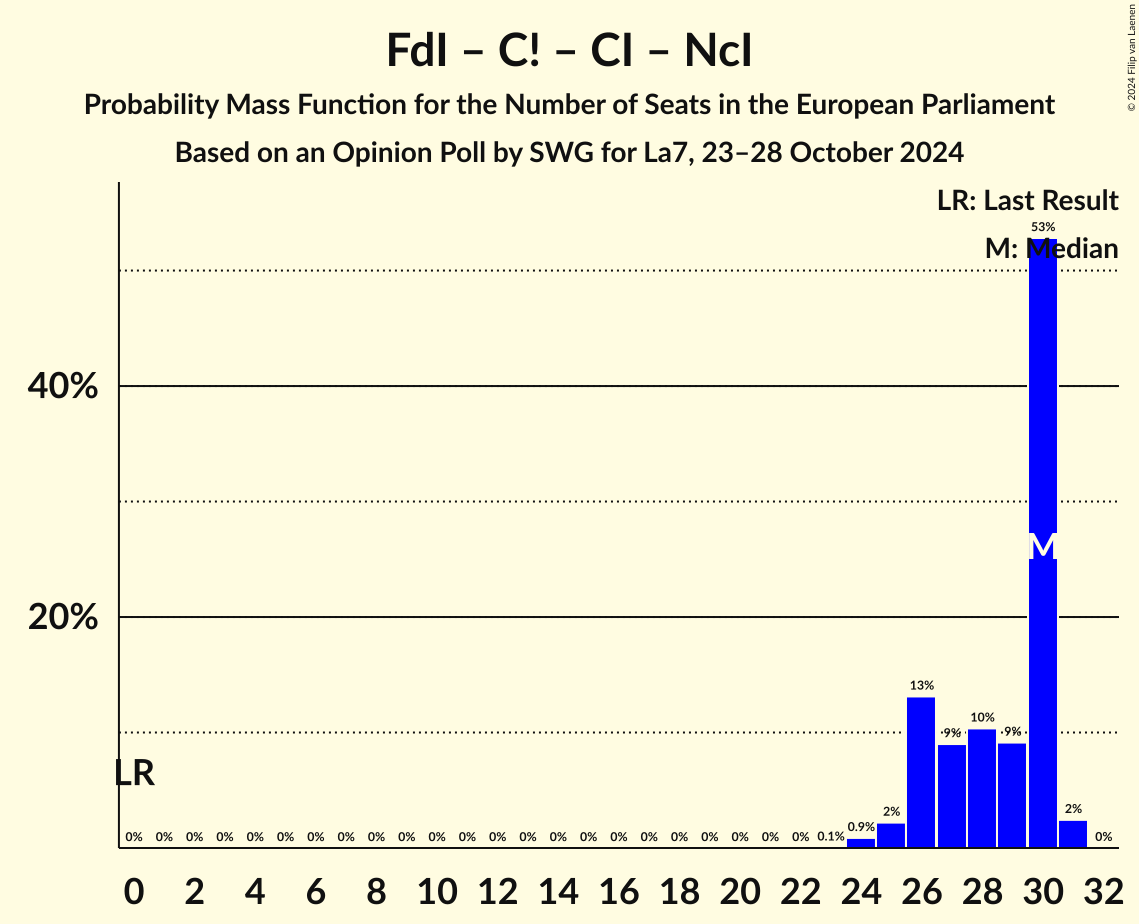 FdI – C! – CI – NcI
Probability Mass Function for the Number of Seats in the European Parliament
Based on an Opinion Poll by SWG for La7, 23–28 October 2024
© 2024 Filip van Laenen
LR: Last Result
53%
M: Median
40%
M
20%
13%
9% 10% 9%
LR
0% 0% 0% 0% 0% 0% 0% 0% 0% 0% 0% 0% 0% 0% 0% 0% 0% 0% 0% 0% 0% 0% 0% 0.1% 0.9% 2% 2% 0%
0 2 4 6 8 10 12 14 16 18 20 22 24 26 28 30 32